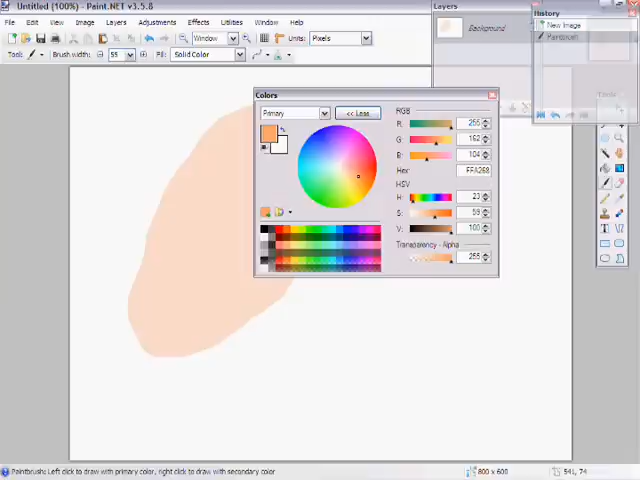 Untitled (100%) - Paint.NET v3.5.8
Layers
History
File Edit View Image Layers Adjustments Effects Utilities Window Help
New Image
Background
Paintbrush
Window
Units: Pixels
Tool: Brush width: 55 Fill: Solid Color
Colors
Primary
<< Less
RGB
R: 255
G: 162
B: 104
Hex FFA268
HSV
H: 23
S: 59
V: 100
Transparency - Alpha
255
Paintbrush: Left click to draw with primary color, right click to draw with secondary color
800 x 600
541, 74